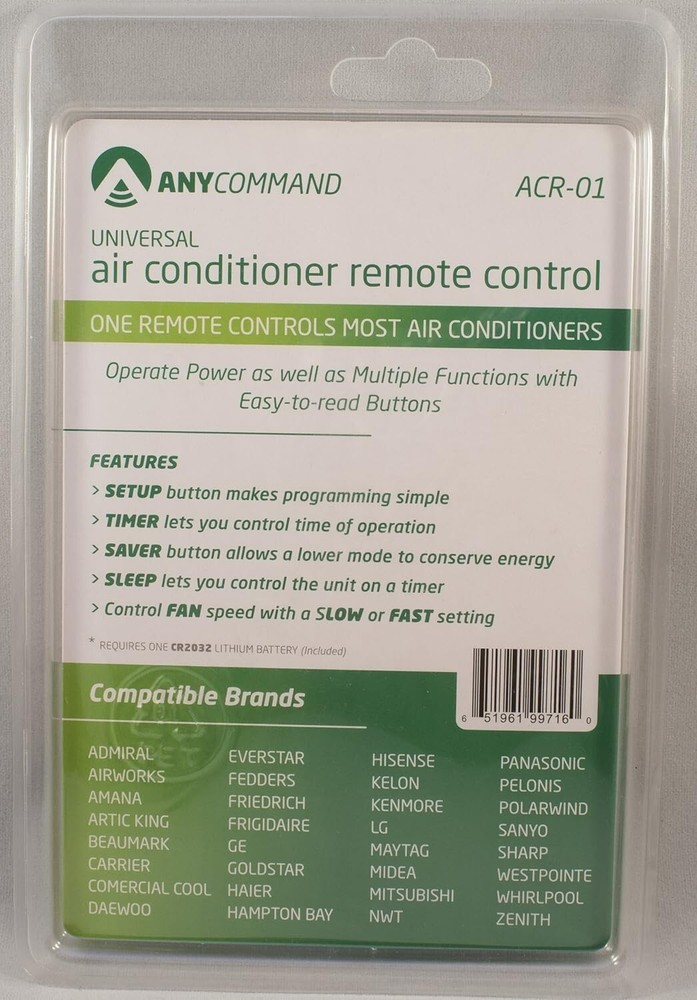 ANYCOMMAND
ACR-01
UNIVERSAL
air conditioner remote control
ONE REMOTE CONTROLS MOST AIR CONDITIONERS
Operate Power as well as Multiple Functions with
Easy-to-read Buttons
FEATURES
> SETUP button makes programming simple
> TIMER lets you control time of operation
> SAVER button allows a lower mode to conserve energy
> SLEEP lets you control the unit on a timer
> Control FAN speed with a SLOW or FAST setting
* REQUIRES ONE CR2032 LITHIUM BATTERY (included)
6 51961 99716 0
Compatible Brands
ADMIRAL
AIRWORKS
AMANA
ARTIC KING
BEAUMARK
CARRIER
COMERCIAL COOL
DAEWOO
EVERSTAR
FEDDERS
FRIEDRICH
FRIGIDAIRE
GE
GOLDSTAR
HAIER
HAMPTON BAY
HISENSE
KELON
KENMORE
LG
MAYTAG
MIDEA
MITSUBISHI
NWT
PANASONIC
PELONIS
POLARWIND
SANYO
SHARP
WESTPOINTE
WHIRLPOOL
ZENITH